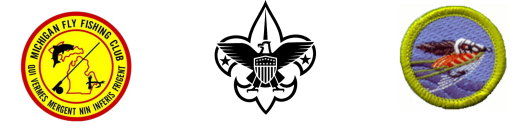 MICHIGAN FLY FISHING CLUB
QUI VERMES MERGENT NIN INFERIS FRIGENT